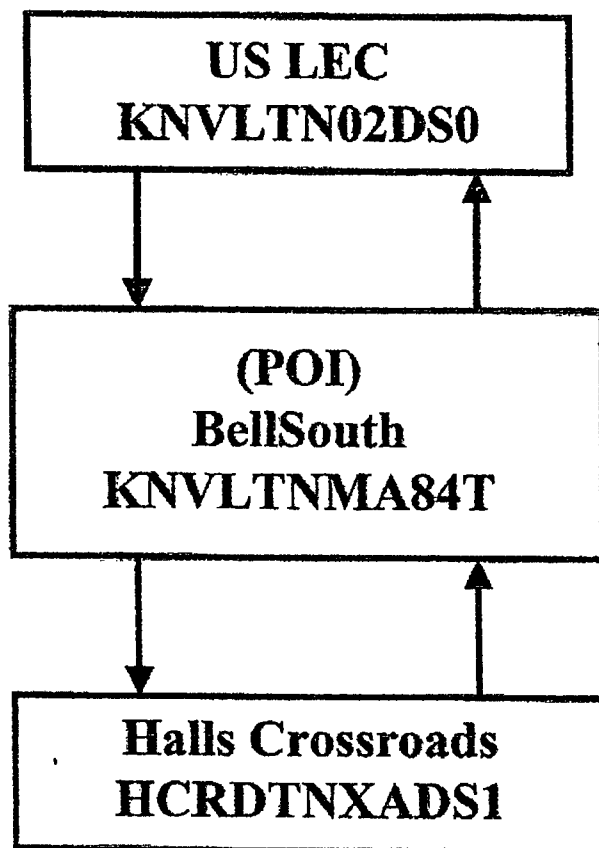 US LEC
KNVLTN02DS0
(POI)
BellSouth
KNVLTNMA84T
Halls Crossroads
HCRDTNXADS1